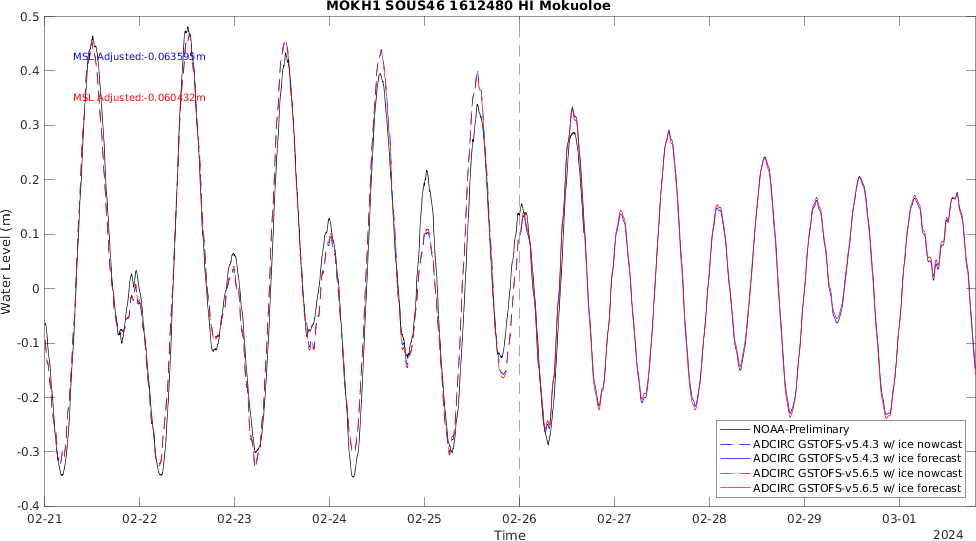 MOKH1 SOUS46 1612480 HI Mokuoloe
0.5
0.4
0.3
0.2
0.1
0
-0.1
-0.2
-0.3
-0.4
Water Level (m)
MSL Adjusted:-0.063595m
MSL Adjusted:-0.060432m
NOAA-Preliminary
ADCIRC GSTOFS-v5.4.3 w/ ice nowcast
ADCIRC GSTOFS-v5.4.3 w/ ice forecast
ADCIRC GSTOFS-v5.6.5 w/ ice nowcast
ADCIRC GSTOFS-v5.6.5 w/ ice forecast
02-21 02-22 02-23 02-24 02-25 02-26 02-27 02-28 02-29 03-01
Time
2024